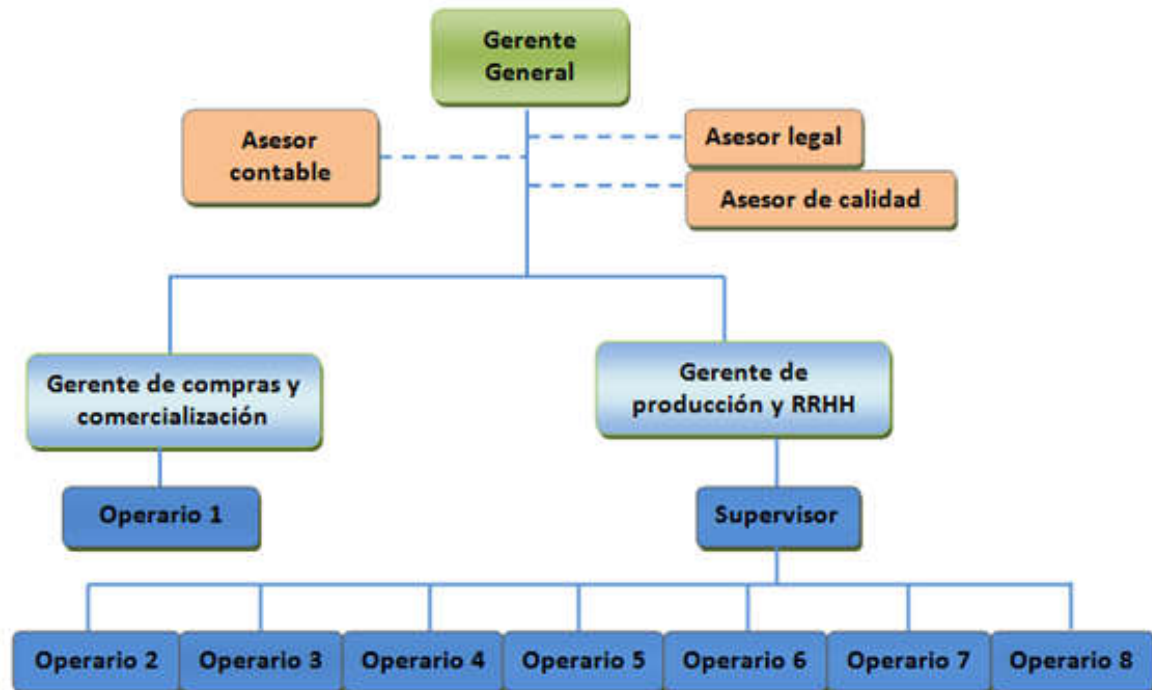 Gerente
General
Asesor
contable
Asesor legal
Asesor de calidad
Gerente de compras y
comercialización
Gerente de
producción y RRHH
Operario 1
Supervisor
Operario 2
Operario 3
Operario 4
Operario 5
Operario 6
Operario 7
Operario 8